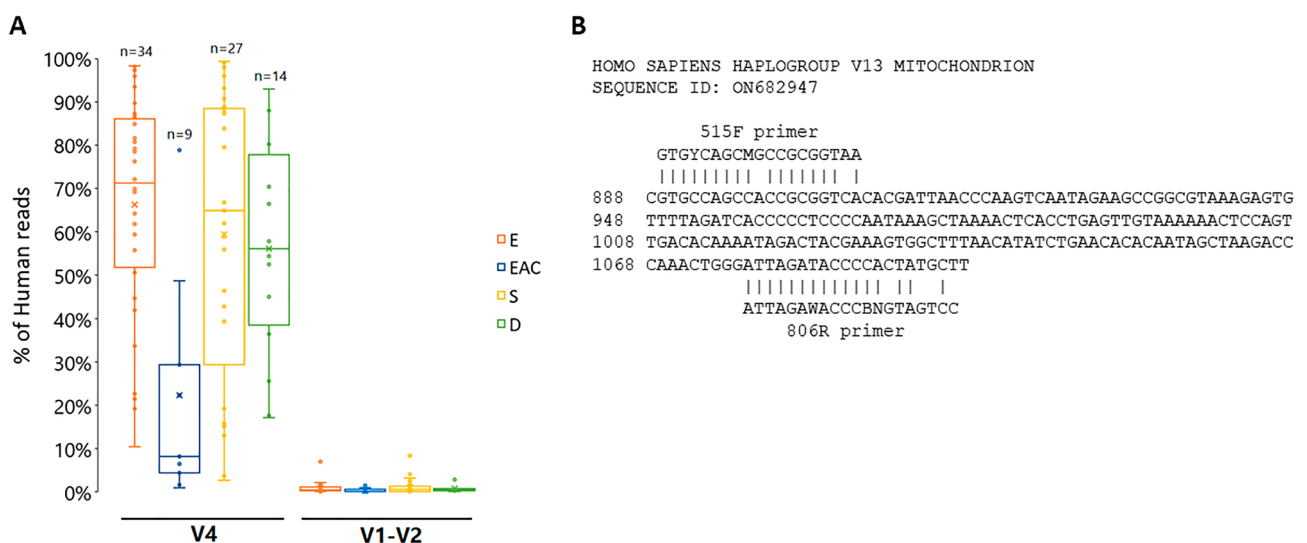 A
B
n=34
n=9
n=27
n=14
100%
90%
80%
70%
60%
50%
40%
30%
20%
10%
0%
% of Human reads
V4
V1-V2
E
EAC
S
D
HOMO SAPIENS HAPLOGROUP V13 MITOCHONDRION
SEQUENCE ID: ON682947
515F primer
GTGYCAGCMGCCGCGGTAA
888 CGTGCCAGCCACCGCGGTCACACGATTAACCCAAGTCAATAGAAGCCGGCGTAAAGAGTG
948 TTTTAGATCACCCCCTCCCCAATAAAGCTAAAACTCACCTGAGTTGTAAAAAACTCCAGT
1008 TGACACAAAATAGACTACGAAAGTGGCTTTAACATATCTGAACACACAATAGCTAAGACC
1068 CAAACTGGGATTAGATACCCCACTATGCTT
ATTAGAWACCCBNGTAGTCC
806R primer